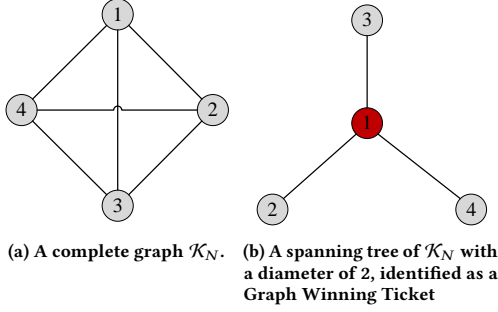 1
3
4
2
1
3
2
4
(a) A complete graph 𝒦_N.
(b) A spanning tree of 𝒦_N with
a diameter of 2, identified as a
Graph Winning Ticket